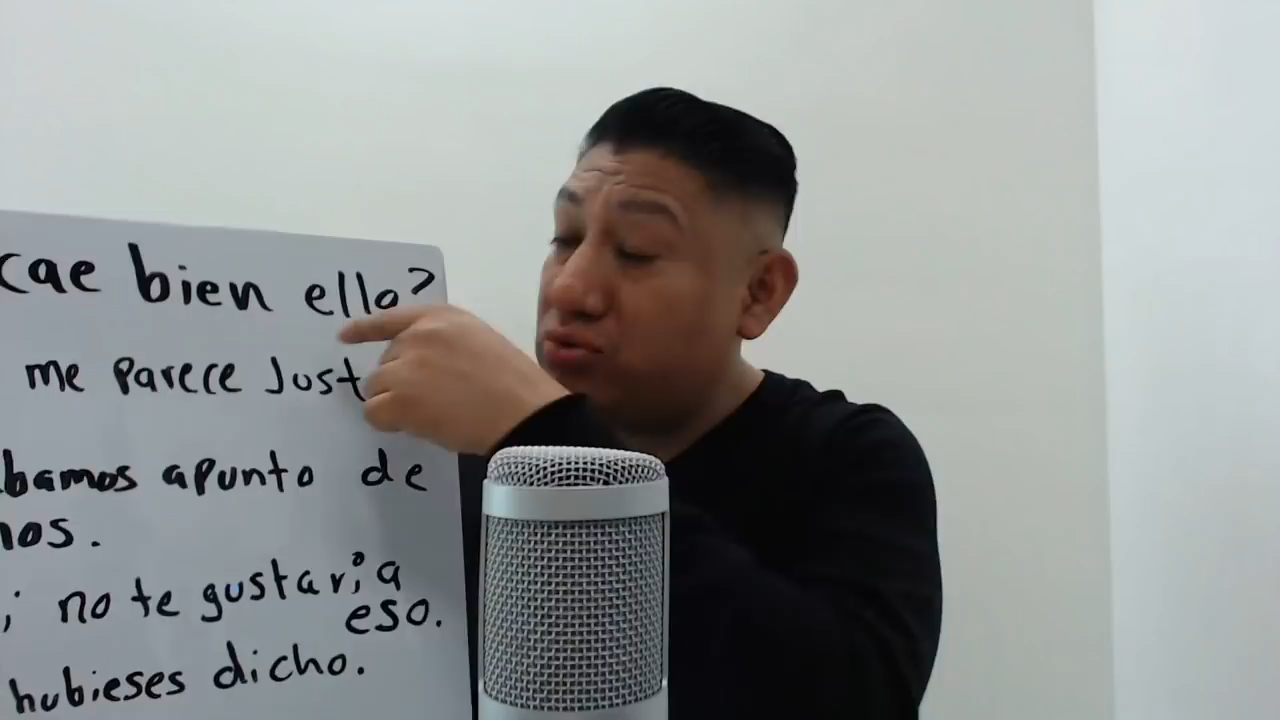 cae bien ello?
me parece Just
bamos apunto de
nos.
; no te gustaria
eso.
hubieses dicho.